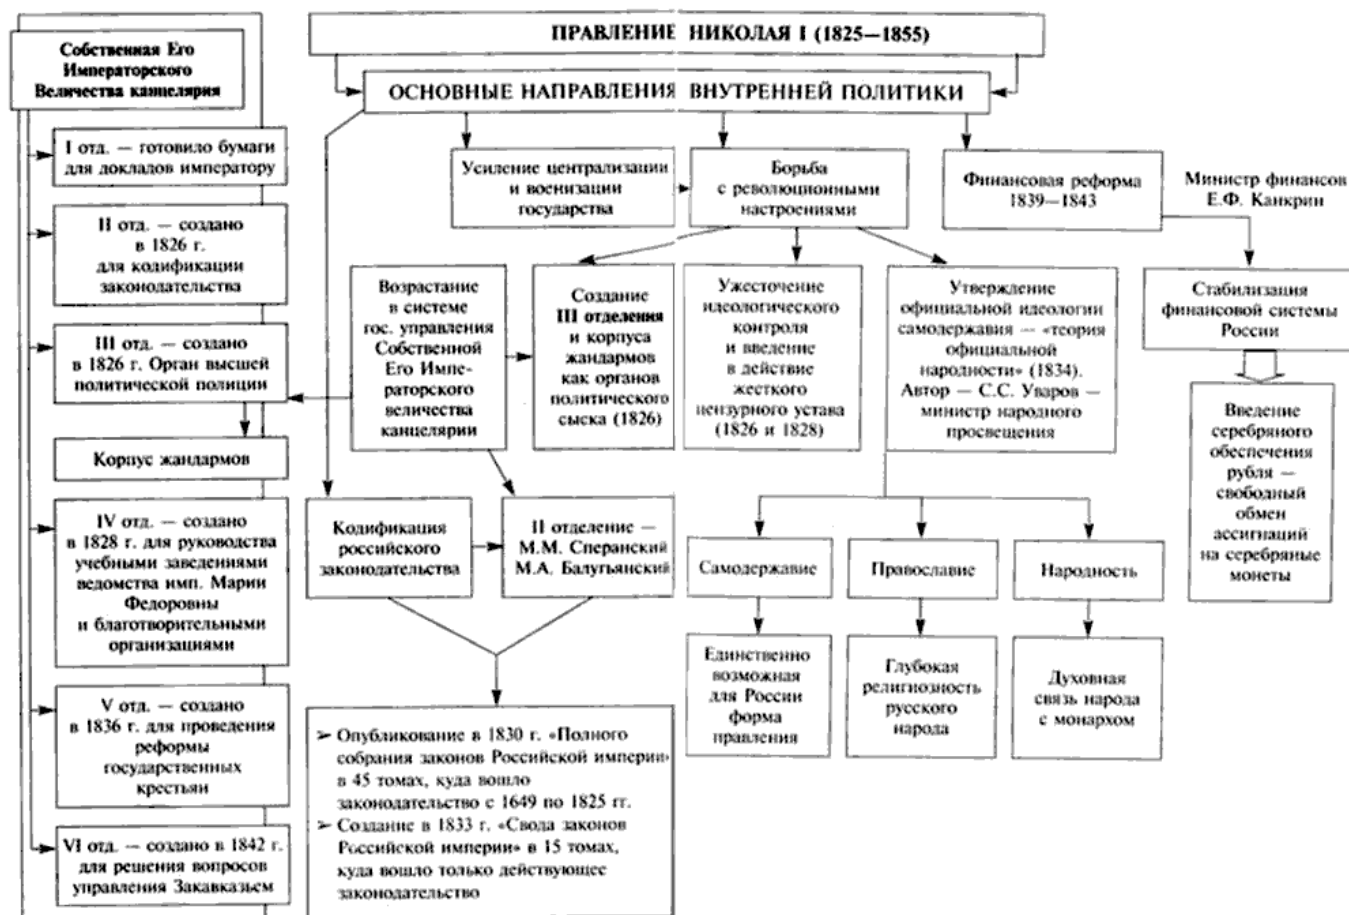 Собственная Его
Императорского
Величества канцелярия
I отд. — готовило бумаги
для докладов императору
II отд. — создано
в 1826 г.
для кодификации
законодательства
III отд. — создано
в 1826 г. Орган высшей
политической полиции
Корпус жандармов
IV отд. — создано
в 1828 г. для руководства
учебными заведениями
ведомства имп. Марии
Федоровны
и благотворительными
организациями
V отд. — создано
в 1836 г. для проведения
реформы
государственных
крестьян
VI отд. — создано в 1842 г.
для решения вопросов
управления Закавказьем
ПРАВЛЕНИЕ НИКОЛАЯ I (1825—1855)
ОСНОВНЫЕ НАПРАВЛЕНИЯ ВНУТРЕННЕЙ ПОЛИТИКИ
Усиление централизации
и военизации
государства
Борьба
с революционными
настроениями
Финансовая реформа
1839—1843
Министр финансов
Е.Ф. Канкрин
Возрастание
в системе
гос. управления
Собственной
Его Импе-
раторского
величества
канцелярии
Создание
III отделения
и корпуса
жандармов
как органов
политического
сыска (1826)
Ужесточение
идеологического
контроля
и введение
в действие
жесткого
цензурного устава
(1826 и 1828)
Утверждение
официальной идеологии
самодержавия — «теория
официальной
народности» (1834).
Автор — С.С. Уваров —
министр народного
просвещения
Стабилизация
финансовой системы
России
Введение
серебряного
обеспечения
рубля —
свободный
обмен
ассигнаций
на серебряные
монеты
Кодификация
российского
законодательства
II отделение —
М.М. Сперанский
М.А. Балугьянский
Самодержавие
Православие
Народность
Единственно
возможная
для России
форма
правления
Глубокая
религиозность
русского
народа
Духовная
связь народа
с монархом
➢ Опубликование в 1830 г. «Полного
собрания законов Российской империи»
в 45 томах, куда вошло
законодательство с 1649 по 1825 гг.
➢ Создание в 1833 г. «Свода законов
Российской империи» в 15 томах,
куда вошло только действующее
законодательство